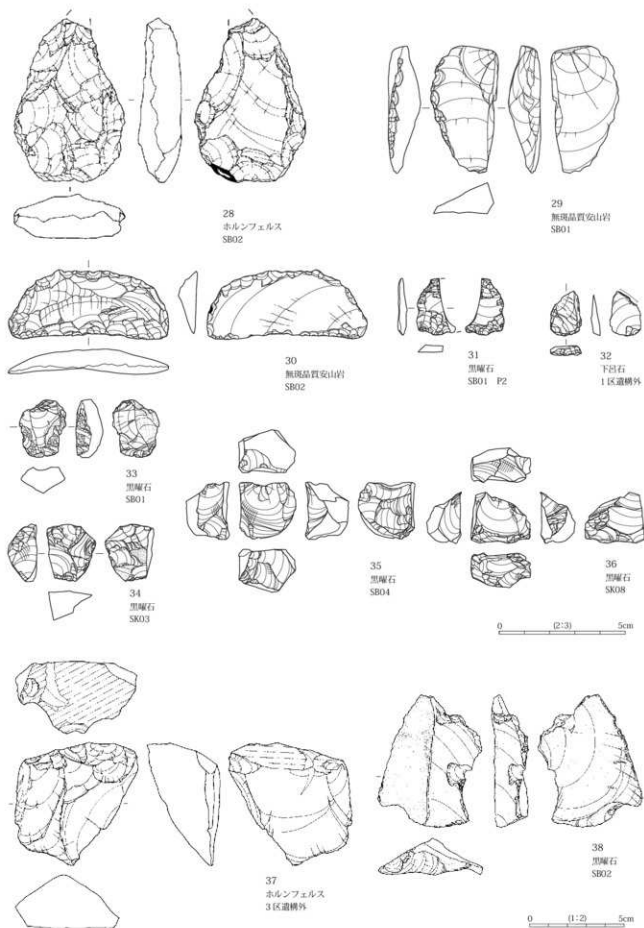 28
ホルンフェルス
SB02
29
無斑晶質安山岩
SB01
30
無斑晶質安山岩
SB02
31
黒曜石
SB01 P2
32
下呂石
1区遺構外
33
黒曜石
SB01
34
黒曜石
SK03
35
黒曜石
SB04
36
黒曜石
SK08
0 (2:3) 5cm
37
ホルンフェルス
3区遺構外
38
黒曜石
SB02
0 (1:2) 5cm